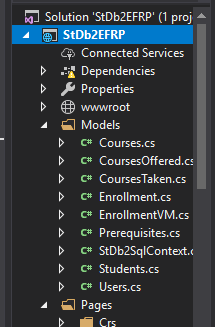 Solution 'StDb2EFRP' (1 proj
StDb2EFRP
Connected Services
Dependencies
Properties
wwwroot
Models
Courses.cs
CoursesOffered.cs
CoursesTaken.cs
Enrollment.cs
EnrollmentVM.cs
Prerequisites.cs
StDb2SqlContext.c
Students.cs
Users.cs
Pages
Crs